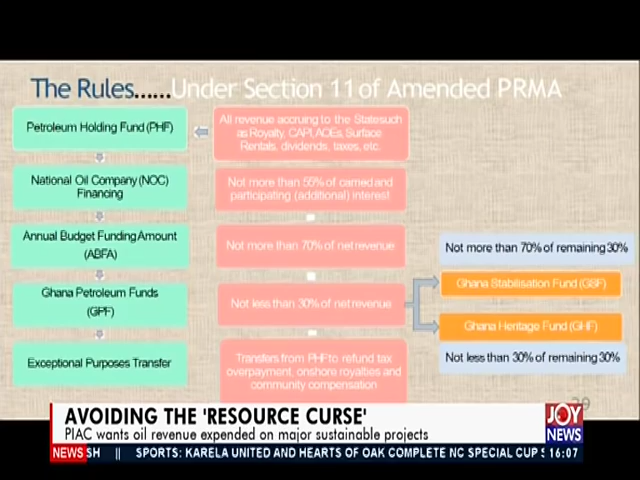 The Rules......Under Section 11 of Amended PRMA
Petroleum Holding Fund (PHF)
All revenue accruing to the Statesuch
as Royalty, CAPI, ACEs, Surface
Rentals, dividends, taxes, etc.
National Oil Company (NOC)
Financing
Not more than 55% of carried and
participating (additional) interest
Annual Budget Funding Amount
(ABFA)
Not more than 70% of net revenue
Not more than 70% of remaining 30%
Ghana Petroleum Funds
(GPF)
Not less than 30% of net revenue
Ghana Stabilisation Fund (GSF)
Ghana Heritage Fund (GHF)
Not less than 30% of remaining 30%
Exceptional Purposes Transfer
Transfers from PHF to refund tax
overpayment, onshore royalties and
community compensation
AVOIDING THE 'RESOURCE CURSE'
PIAC wants oil revenue expended on major sustainable projects
JOY
NEWS
NEWS SH || SPORTS: KARELA UNITED AND HEARTS OF OAK COMPLETE NC SPECIAL CUP S 16:07